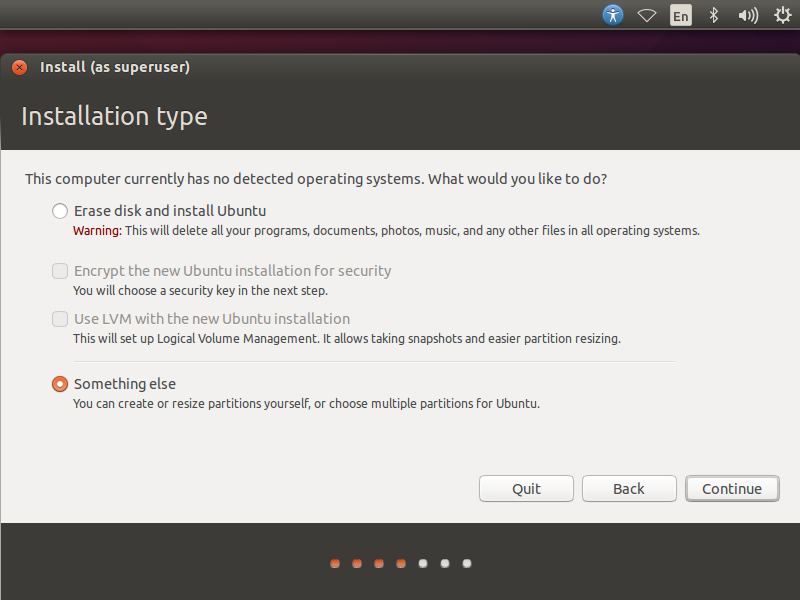 En
Install (as superuser)
Installation type
This computer currently has no detected operating systems. What would you like to do?
Erase disk and install Ubuntu
Warning: This will delete all your programs, documents, photos, music, and any other files in all operating systems.
Encrypt the new Ubuntu installation for security
You will choose a security key in the next step.
Use LVM with the new Ubuntu installation
This will set up Logical Volume Management. It allows taking snapshots and easier partition resizing.
Something else
You can create or resize partitions yourself, or choose multiple partitions for Ubuntu.
Quit Back Continue